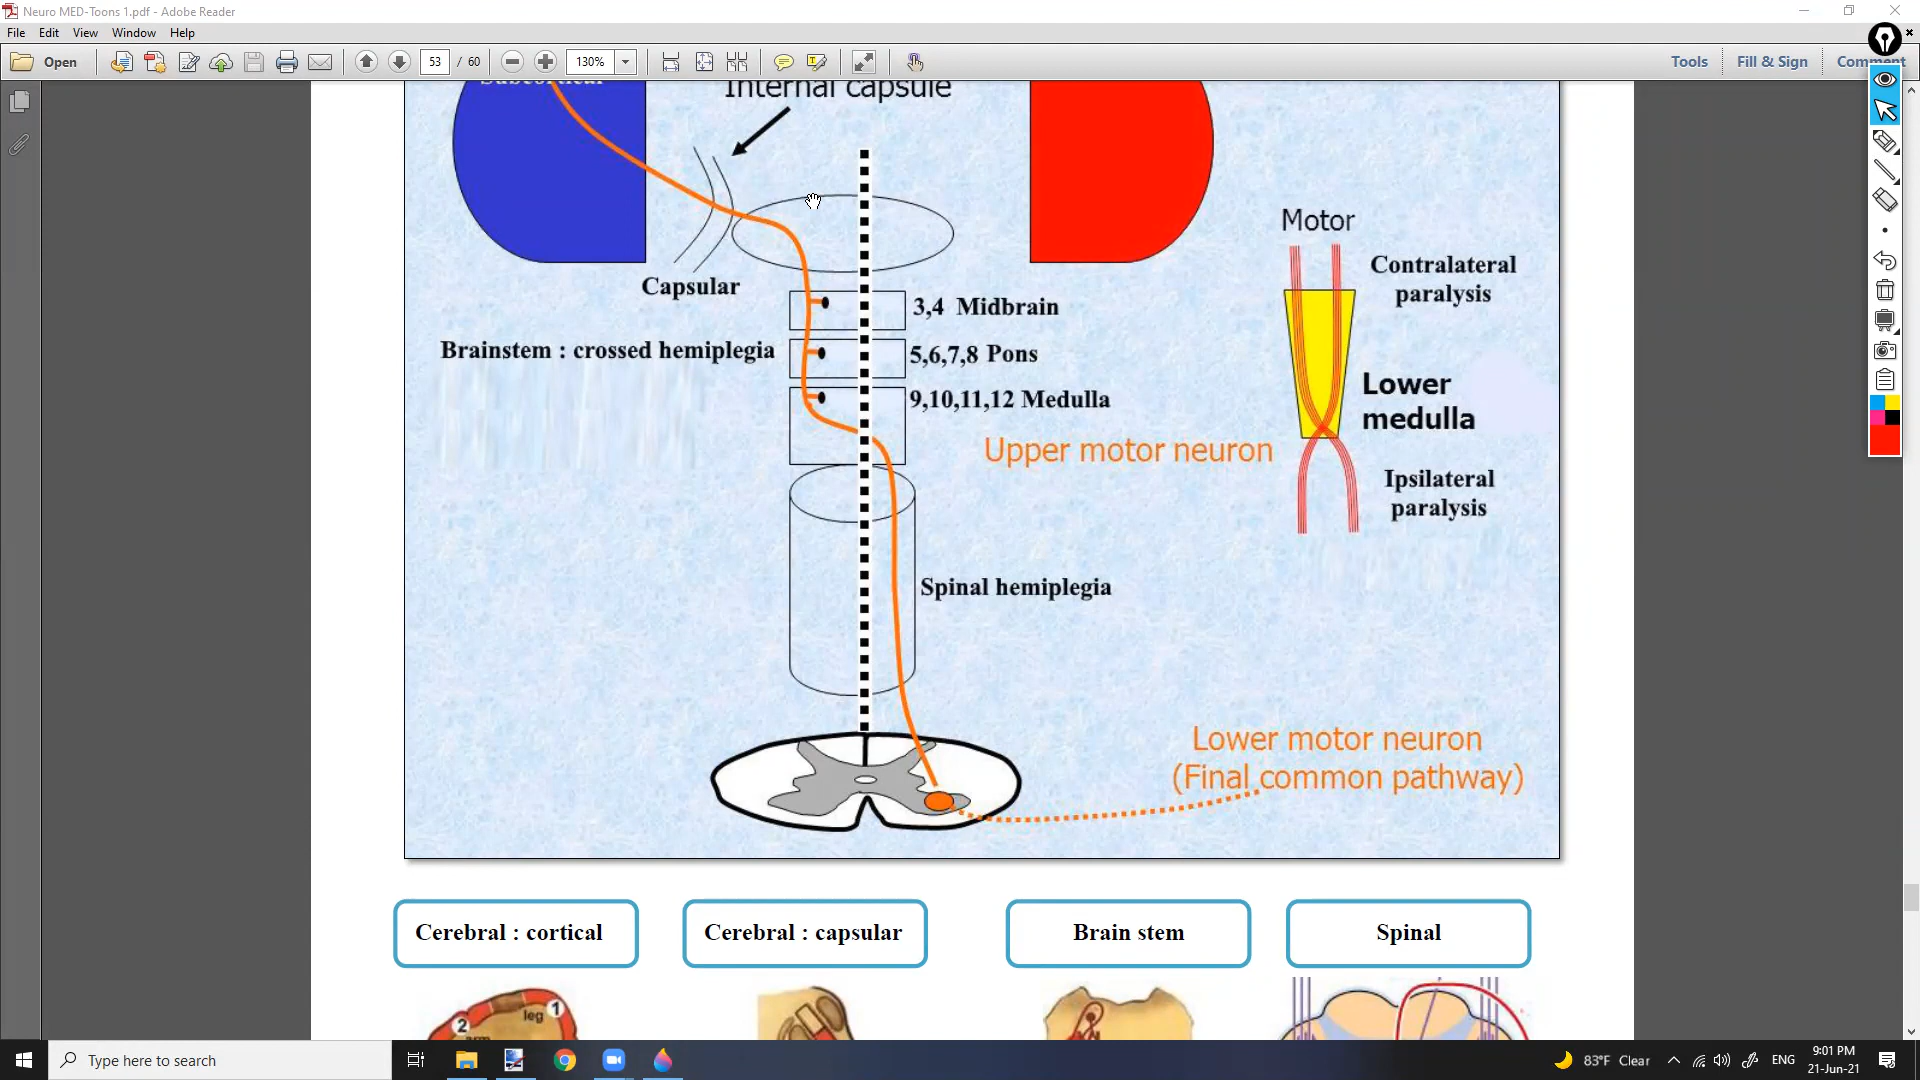 Neuro MED-Toons 1.pdf - Adobe Reader
File Edit View Window Help
Open 53 / 60 130% Tools Fill & Sign Comment
Subcortical
Internal capsule
Motor
Contralateral
paralysis
Capsular
3,4 Midbrain
Brainstem : crossed hemiplegia
5,6,7,8 Pons
9,10,11,12 Medulla
Lower
medulla
Upper motor neuron
Ipsilateral
paralysis
Spinal hemiplegia
Lower motor neuron
(Final common pathway)
Cerebral : cortical
Cerebral : capsular
Brain stem
Spinal
leg 1
2
Type here to search
83°F Clear
ENG
9:01 PM
21-Jun-21